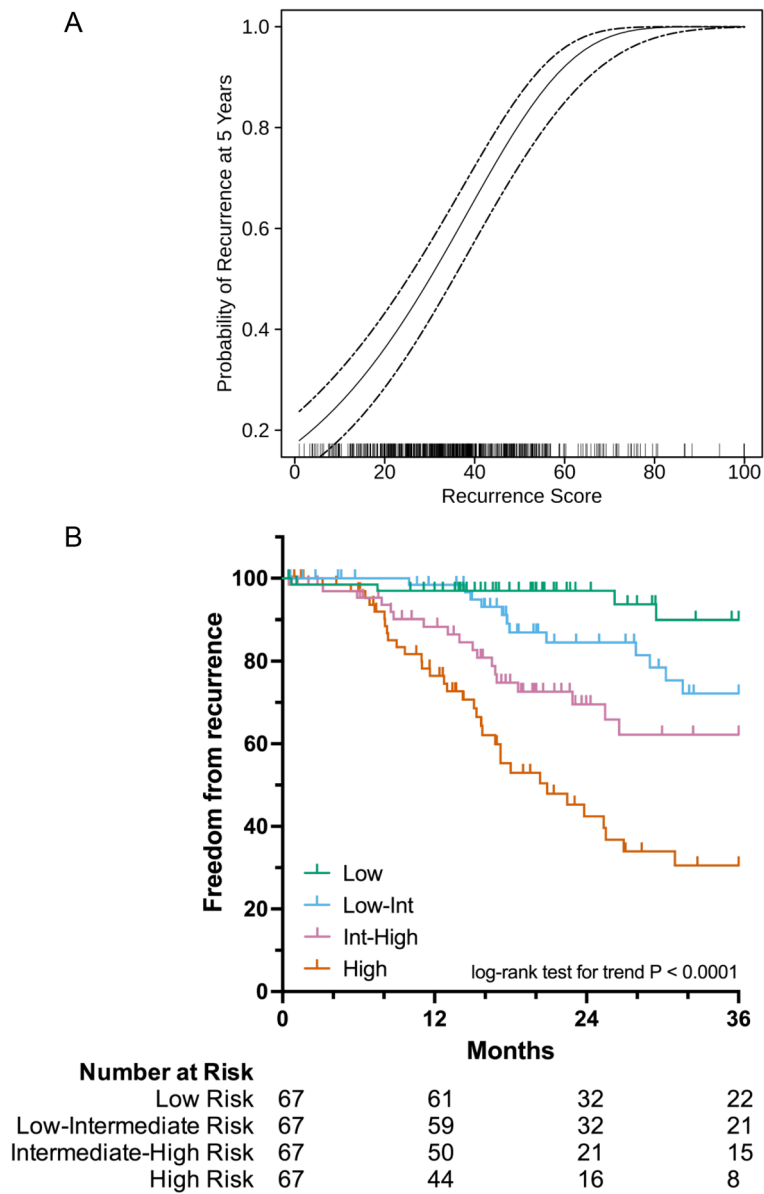 A
Probability of Recurrence at 5 Years
1.0
0.8
0.6
0.4
0.2
0 20 40 60 80 100
Recurrence Score
B
Freedom from recurrence
100
80
60
40
20
0
Low
Low-Int
Int-High
High
log-rank test for trend P < 0.0001
0 12 24 36
Months
Number at Risk
Low Risk 67 61 32 22
Low-Intermediate Risk 67 59 32 21
Intermediate-High Risk 67 50 21 15
High Risk 67 44 16 8